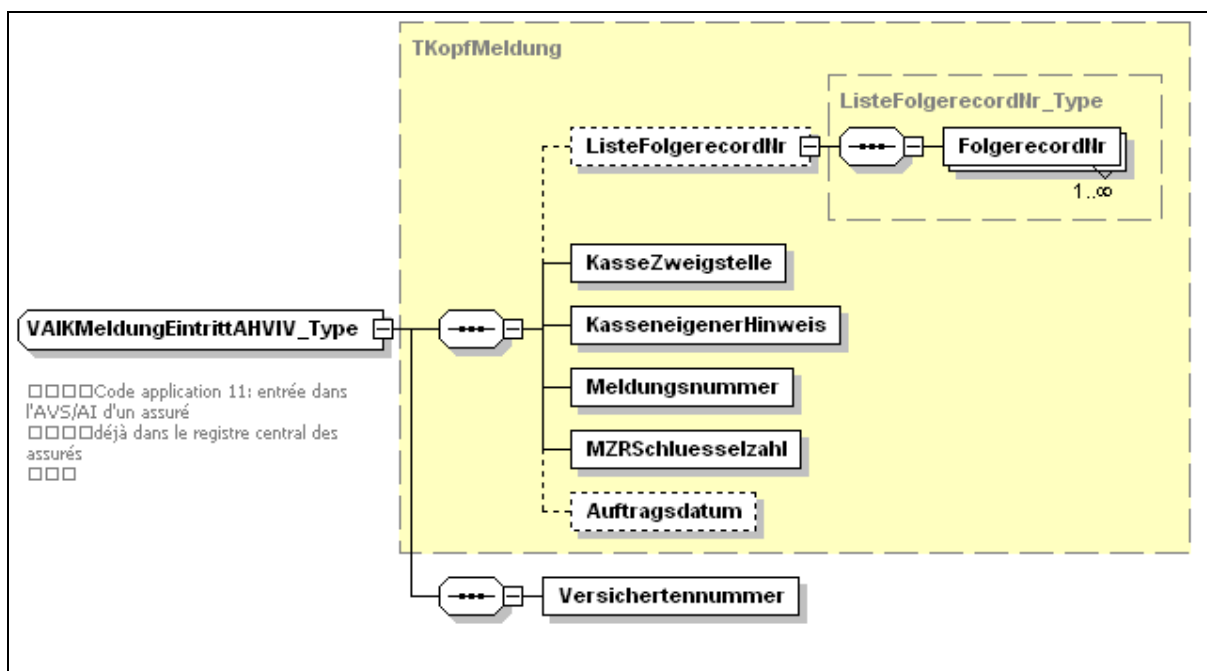 TKopfMeldung
ListeFolgerecordNr_Type
ListeFolgerecordNr
FolgerecordNr
1..∞
KasseZweigstelle
KasseneigenerHinweis
VAIKMeldungEintrittAHVIV_Type
Meldungsnummer
□□□□Code application 11: entrée dans
l'AVS/AI d'un assuré
□□□□déjà dans le registre central des
assurés
□□□
MZRSchluesselzahl
Auftragsdatum
Versichertennummer